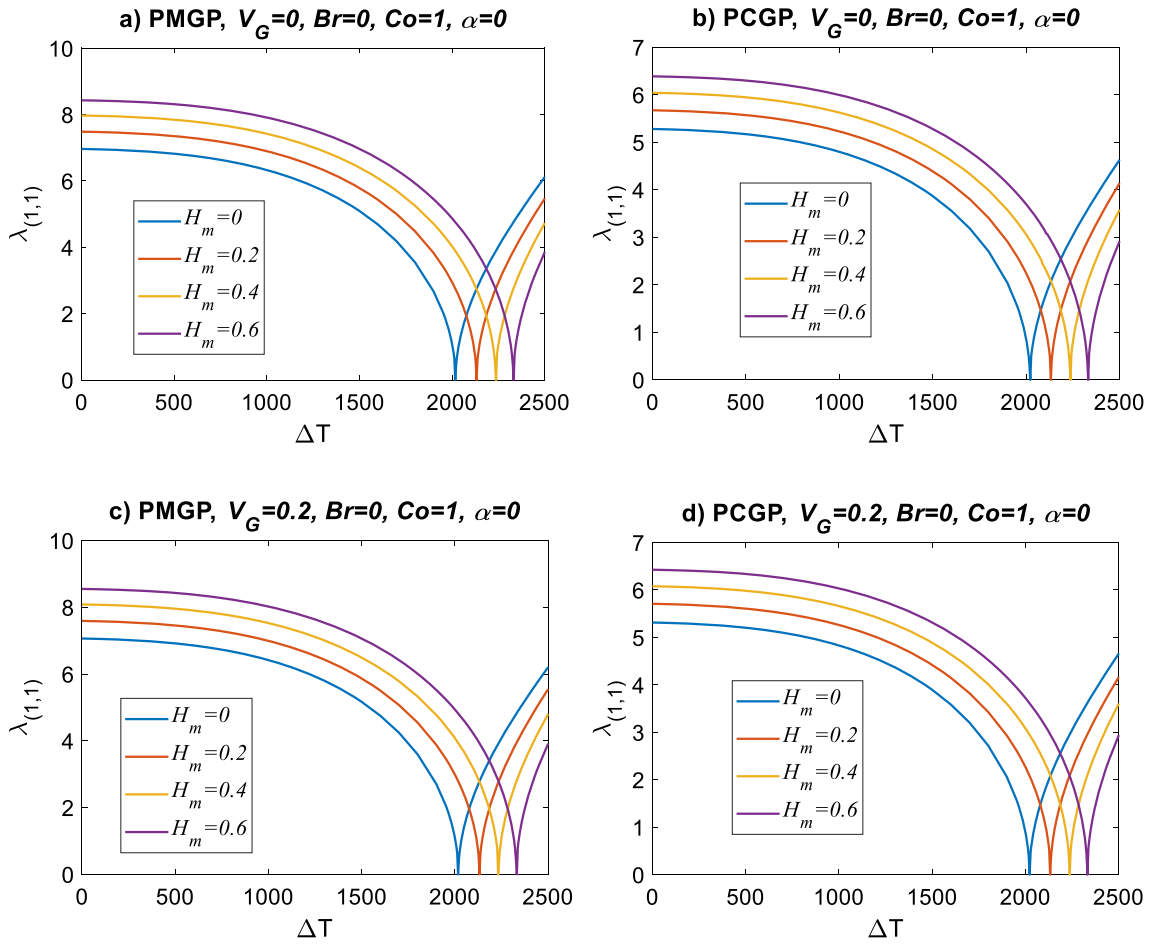 a) PMGP, V_G=0, Br=0, Co=1, α=0
10
8
6
4
2
0
λ_(1,1)
H_m=0
H_m=0.2
H_m=0.4
H_m=0.6
0 500 1000 1500 2000 2500
ΔT
b) PCGP, V_G=0, Br=0, Co=1, α=0
7
6
5
4
3
2
1
0
λ_(1,1)
H_m=0
H_m=0.2
H_m=0.4
H_m=0.6
0 500 1000 1500 2000 2500
ΔT
c) PMGP, V_G=0.2, Br=0, Co=1, α=0
10
8
6
4
2
0
λ_(1,1)
H_m=0
H_m=0.2
H_m=0.4
H_m=0.6
0 500 1000 1500 2000 2500
ΔT
d) PCGP, V_G=0.2, Br=0, Co=1, α=0
7
6
5
4
3
2
1
0
λ_(1,1)
H_m=0
H_m=0.2
H_m=0.4
H_m=0.6
0 500 1000 1500 2000 2500
ΔT